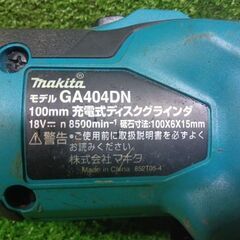 makita
モデル GA404DN
100mm 充電式ディスクグラインダ
18V⎓ n 8500min⁻¹ 砥石寸法:100X6X15mm
⚠警告 •ご使用前に取扱説明書を必ず
お読みください。
株式会社マキタ
Made in China 852T05-4